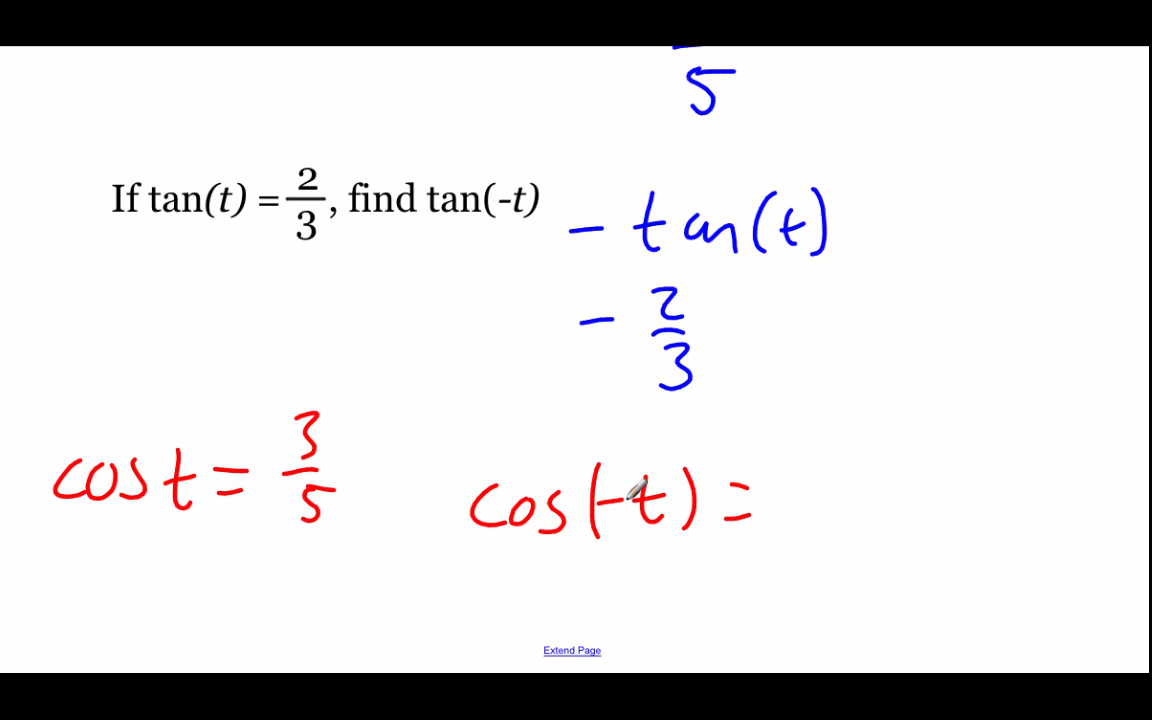 5
If tan(t) = 2/3, find tan(-t)
- tan(t)
- 2/3
cos t = 3/5
cos(-t) =
Extend Page